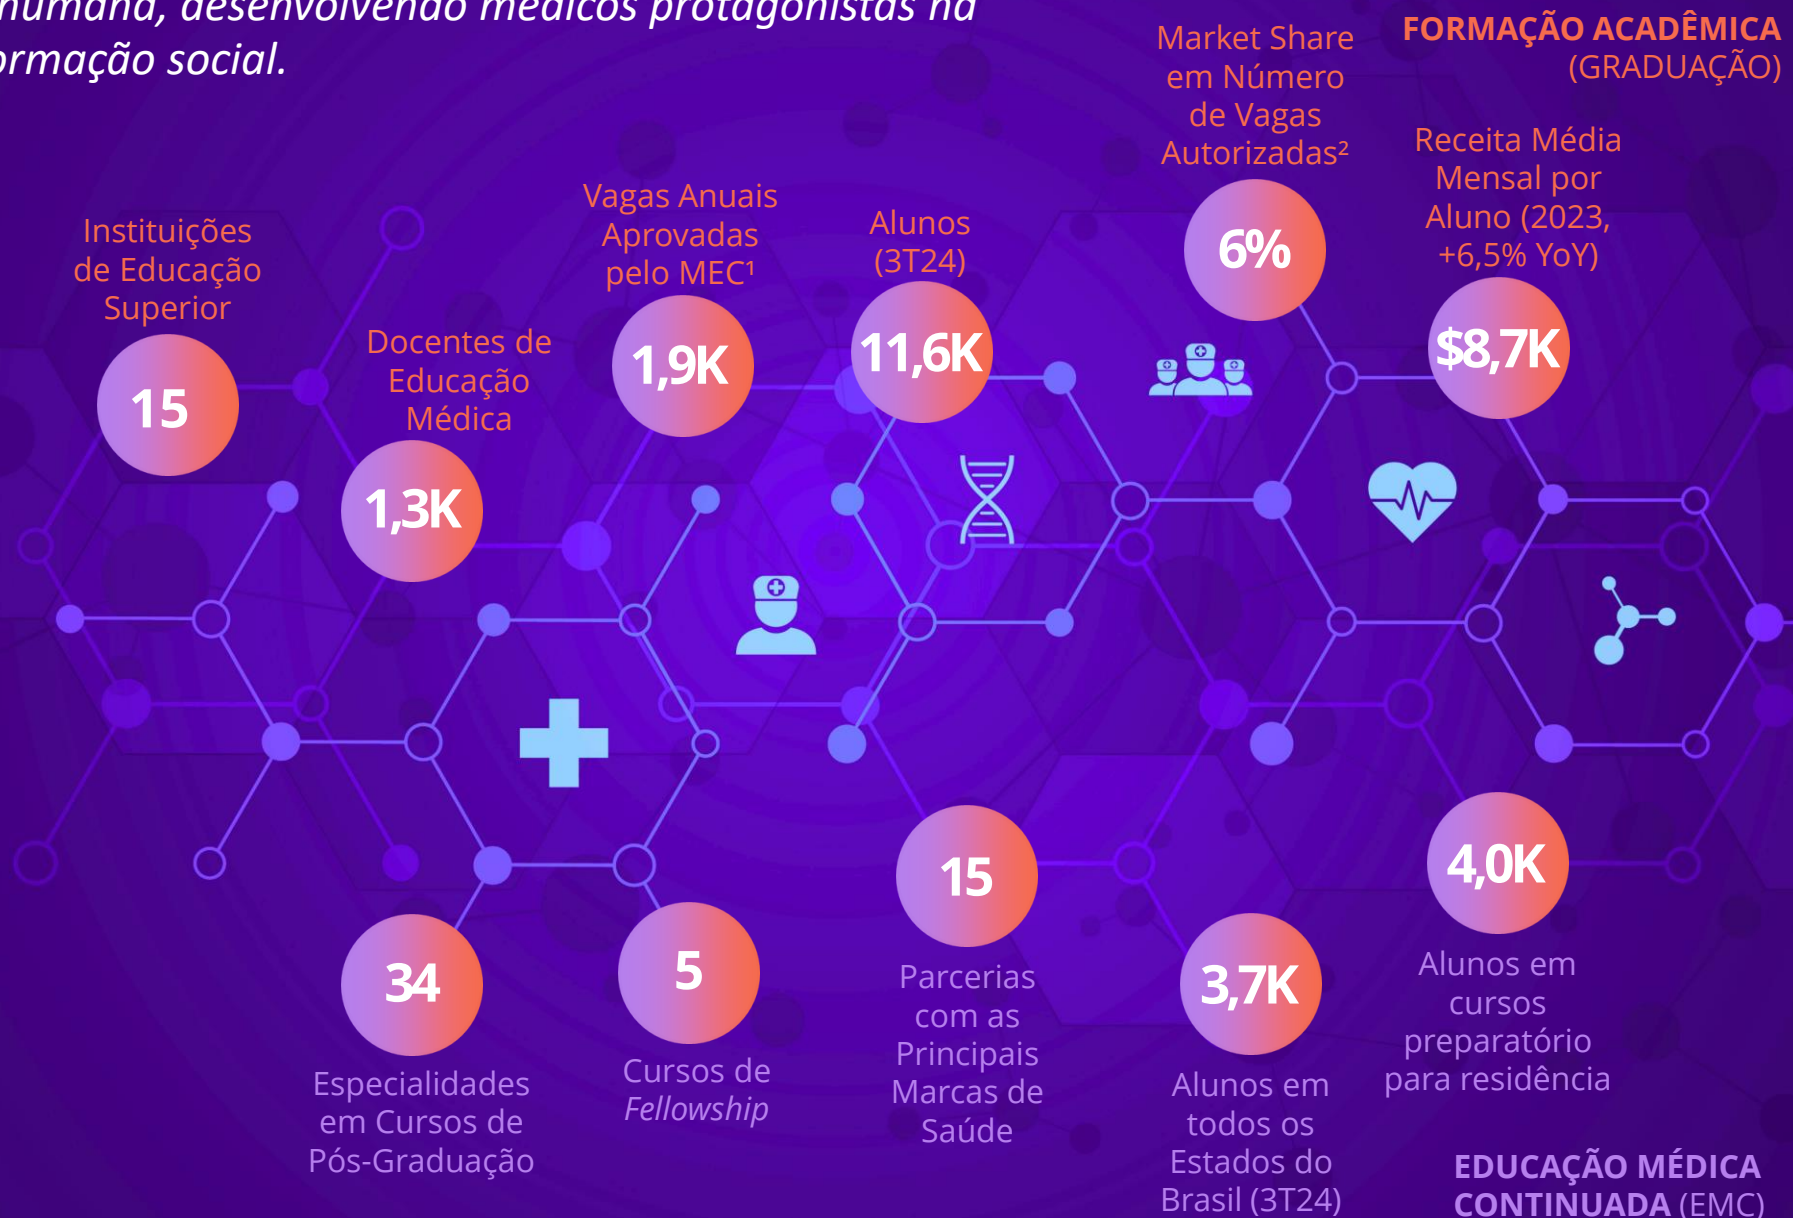 humana, desenvolvendo médicos protagonistas na
ormação social.
FORMAÇÃO ACADÊMICA
(GRADUAÇÃO)
Instituições
de Educação
Superior
15
Docentes de
Educação
Médica
1,3K
Vagas Anuais
Aprovadas
pelo MEC¹
1,9K
Alunos
(3T24)
11,6K
Market Share
em Número
de Vagas
Autorizadas²
6%
Receita Média
Mensal por
Aluno (2023,
+6,5% YoY)
$8,7K
34
Especialidades
em Cursos de
Pós-Graduação
5
Cursos de
Fellowship
15
Parcerias
com as
Principais
Marcas de
Saúde
3,7K
Alunos em
todos os
Estados do
Brasil (3T24)
4,0K
Alunos em
cursos
preparatório
para residência
EDUCAÇÃO MÉDICA
CONTINUADA (EMC)